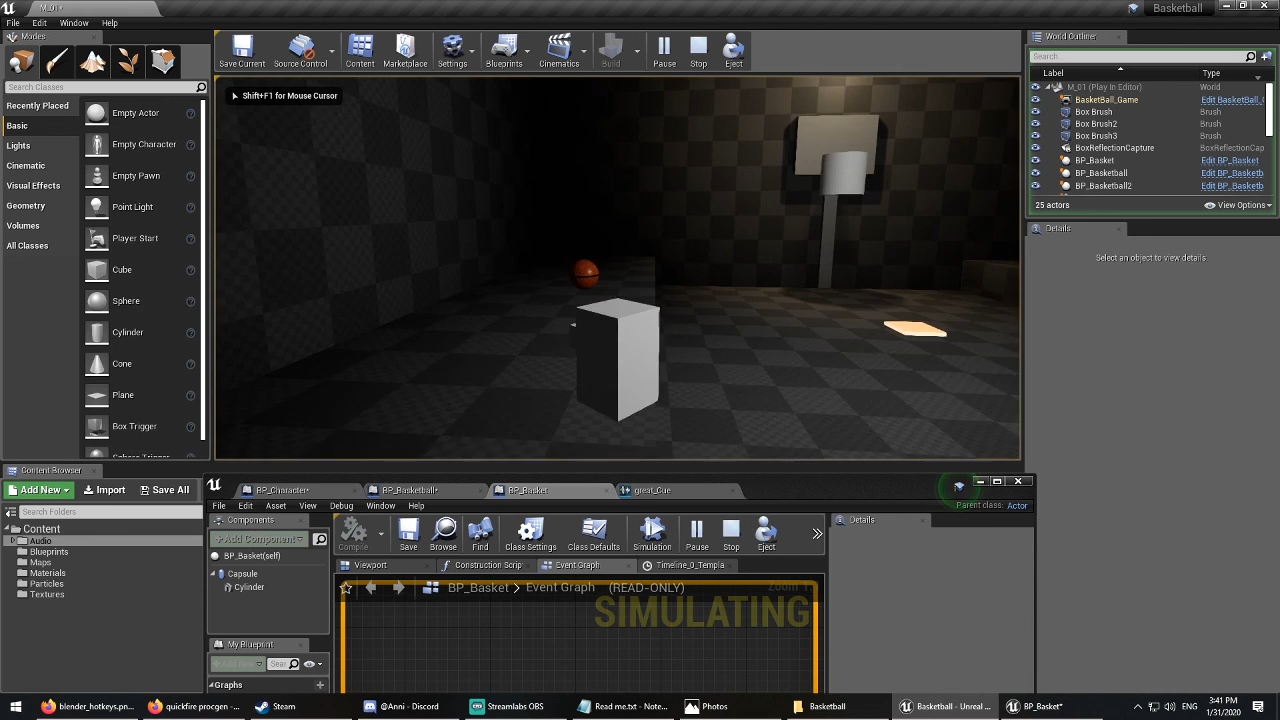 M_01*
Basketball
File Edit Window Help
Modes
Search Classes
Recently Placed
Basic
Lights
Cinematic
Visual Effects
Geometry
Volumes
All Classes
Empty Actor
Empty Character
Empty Pawn
Point Light
Player Start
Cube
Sphere
Cylinder
Cone
Plane
Box Trigger
Save Current
Source Control
Content
Marketplace
Settings
Blueprints
Cinematics
Build
Pause
Stop
Eject
Shift+F1 for Mouse Cursor
World Outliner
Search
Label Type
M_01 (Play In Editor) World
BasketBall_Game Edit BasketBall_
Box Brush Brush
Box Brush2 Brush
Box Brush3 Brush
BoxReflectionCapture BoxReflectionCap
BP_Basket Edit BP_Basket
BP_Basketball Edit BP_Basketb
BP_Basketball2 Edit BP_Basketb
25 actors View Options
Details
Select an object to view details.
Content Browser
Add New Import Save All
Search Folders
Content
Audio
Blueprints
Maps
Materials
Particles
Textures
BP_Character* BP_Basketball* BP_Basket great_Cue
File Edit Asset View Debug Window Help
Parent class: Actor
Components
+Add Component
BP_Basket(self)
Capsule
Cylinder
My Blueprint
+Add New Sear
Graphs
Compile Save Browse Find Class Settings Class Defaults Simulation Pause Stop Eject
Viewport Construction Scrip Event Graph Timeline_0_Templa
BP_Basket > Event Graph (READ-ONLY)
SIMULATING
Details
blender_hotkeys.pn... quickfire procgen - ... Steam @Anni - Discord Streamlabs OBS Read me.txt - Note... Photos Basketball Basketball - Unreal ... BP_Basket*
ENG
3:41 PM
1/31/2020